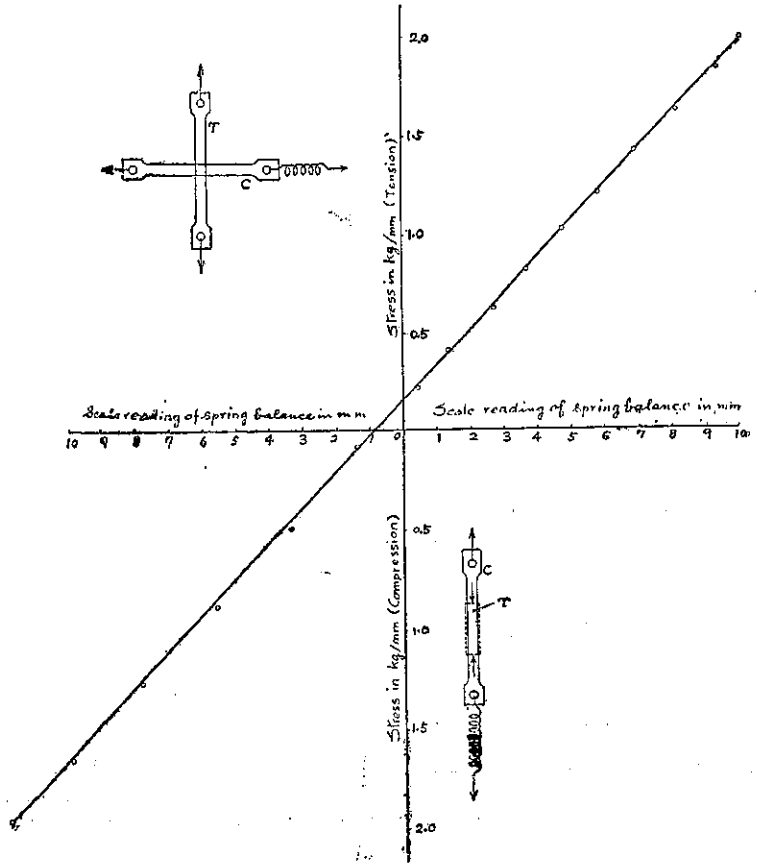 2.0
T
1.5
C
Stress in kg/mm (Tension)
1.0
0.5
Scale reading of spring balance in mm
Scale reading of spring balance in mm
10 9 8 7 6 5 4 3 2 1 0 1 2 3 4 5 6 7 8 9 10
Stress in kg/mm (Compression)
0.5
C
T
1.0
1.5
2.0